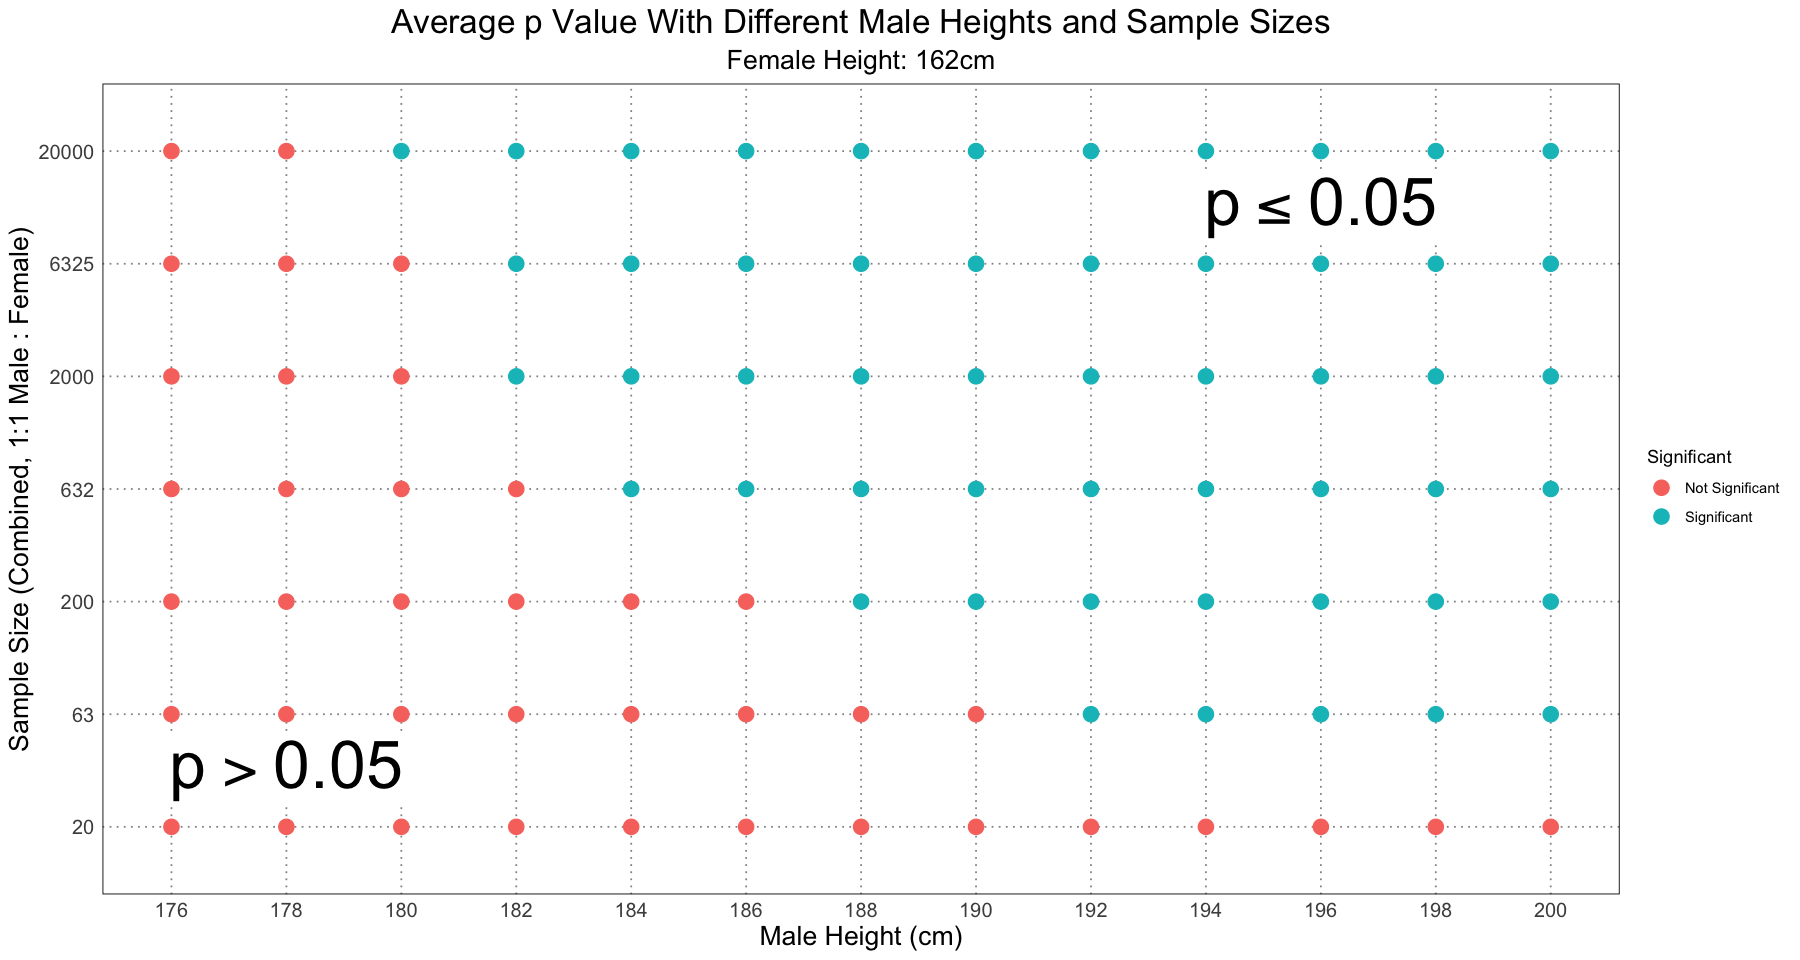 Average p Value With Different Male Heights and Sample Sizes
Female Height: 162cm
Sample Size (Combined, 1:1 Male : Female)
20000
6325
2000
632
200
63
20
p ≤ 0.05
p > 0.05
176 178 180 182 184 186 188 190 192 194 196 198 200
Male Height (cm)
Significant
Not Significant
Significant